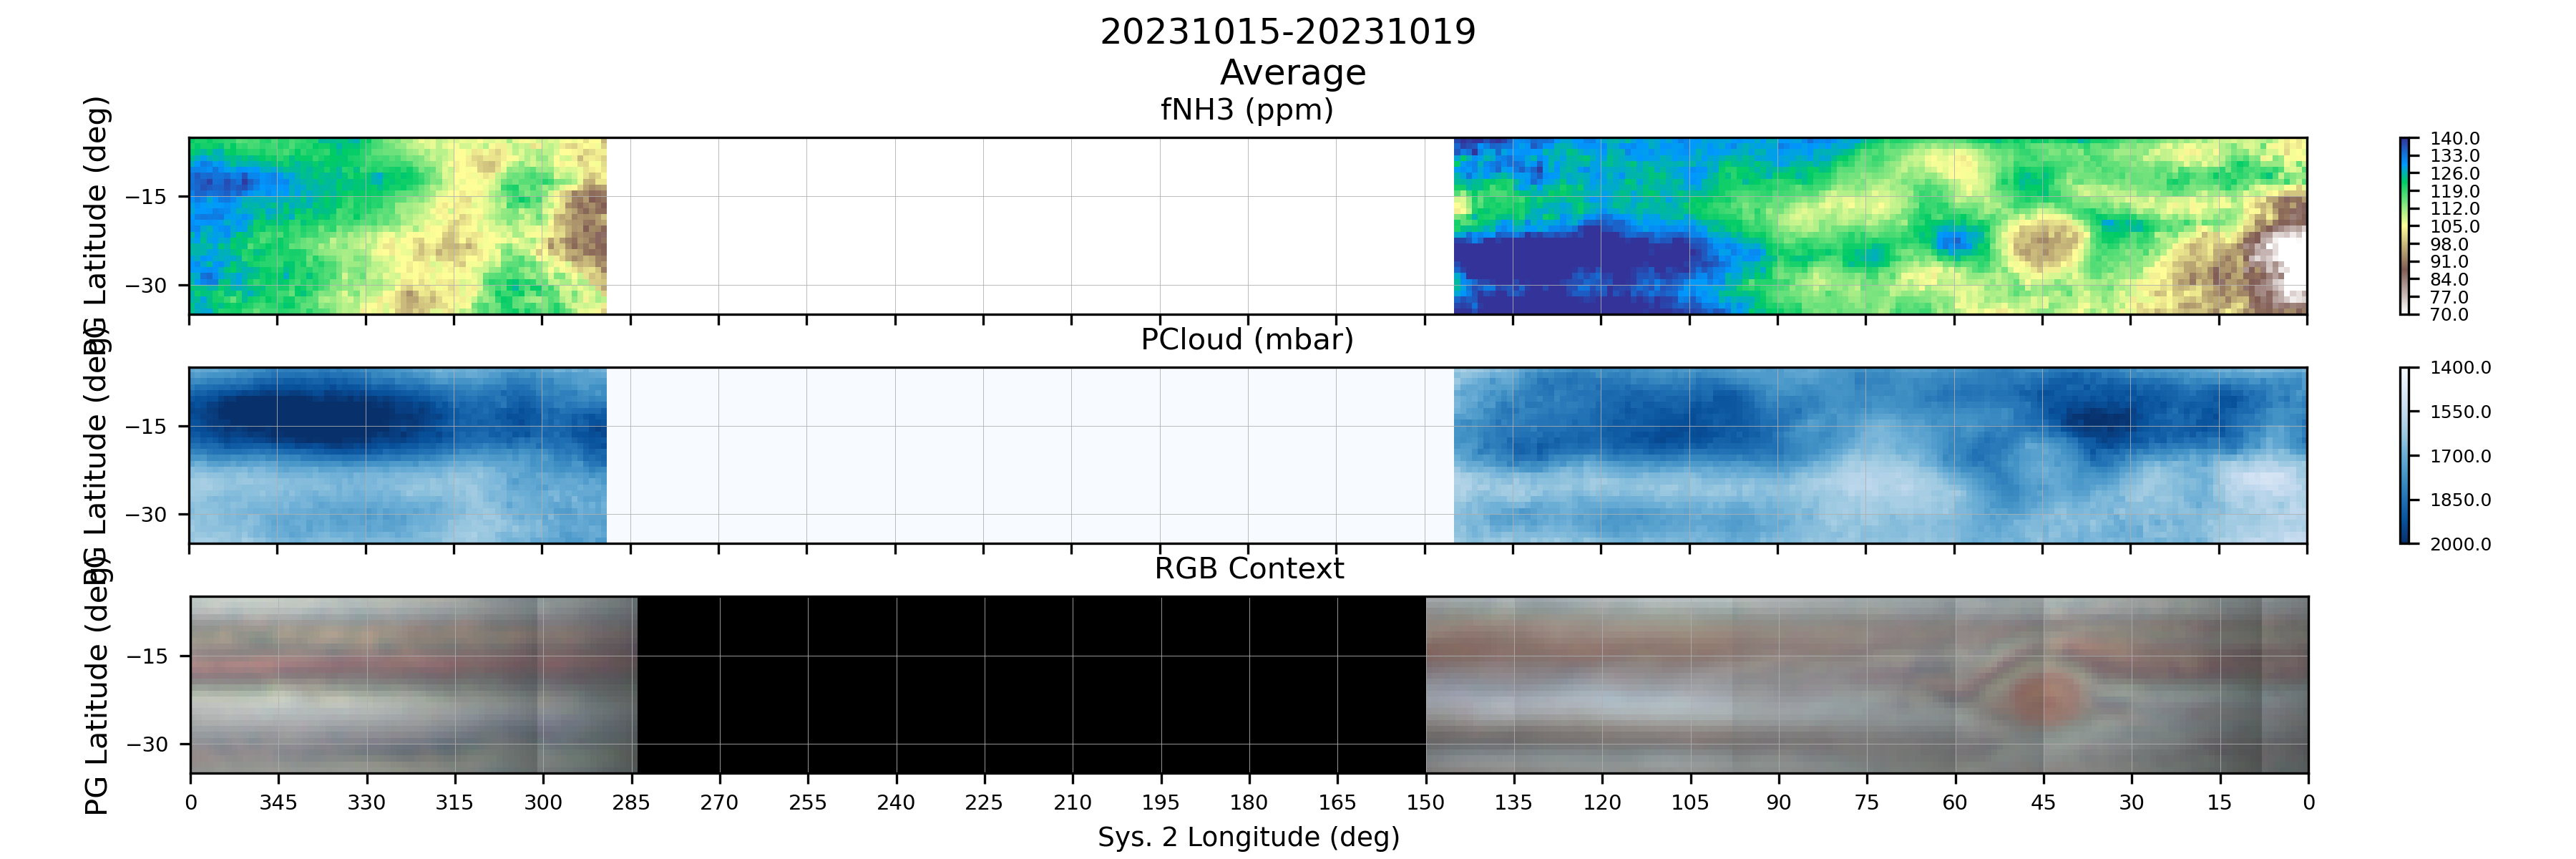 20231015-20231019
Average
fNH3 (ppm)
PG Latitude (deg)
−15
−30
140.0
133.0
126.0
119.0
112.0
105.0
98.0
91.0
84.0
77.0
70.0
PCloud (mbar)
PG Latitude (deg)
−15
−30
1400.0
1550.0
1700.0
1850.0
2000.0
RGB Context
PG Latitude (deg)
−15
−30
0 345 330 315 300 285 270 255 240 225 210 195 180 165 150 135 120 105 90 75 60 45 30 15 0
Sys. 2 Longitude (deg)